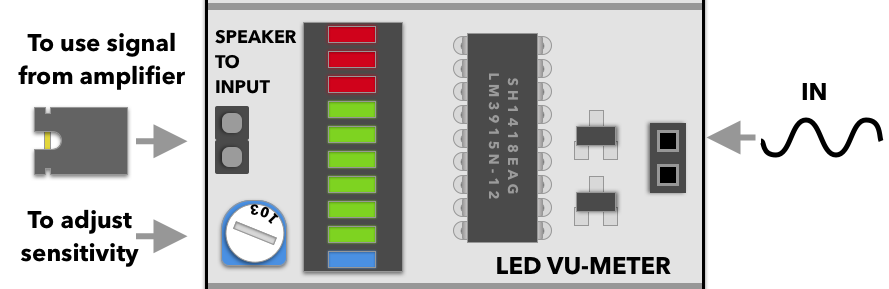 To use signal
from amplifier
To adjust
sensitivity
SPEAKER
TO
INPUT
103
SH1418EAG
LM3915N-12
LED VU-METER
IN